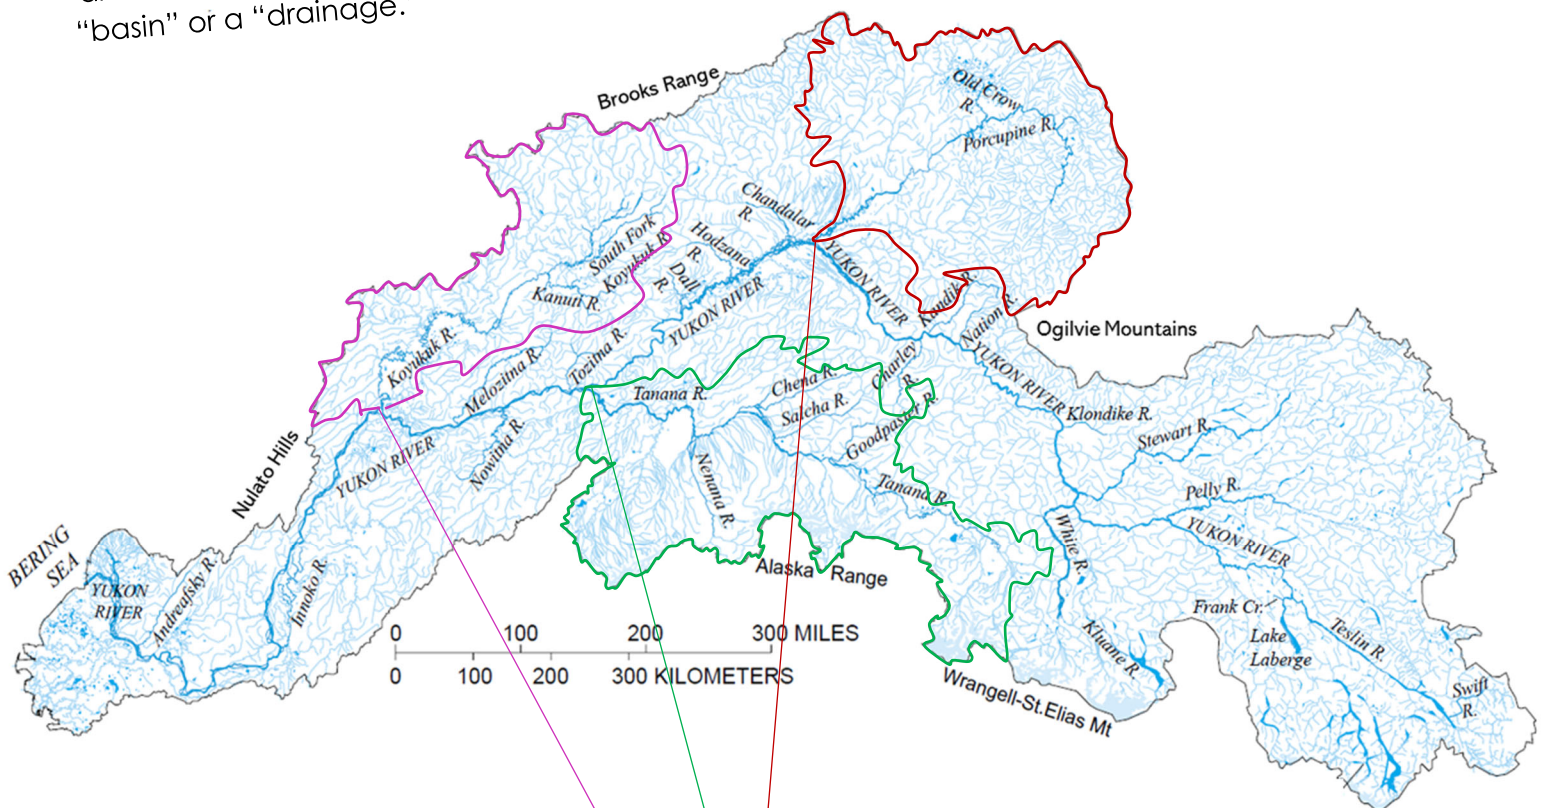 "basin" or a "drainage.
Brooks Range
Old Crow
R.
Porcupine R.
Chandalar
R.
South Fork
Koyukuk R.
Hodzana
R.
Dall
R.
Kanuti R.
YUKON RIVER
YUKON RIVER
Kandik R.
Nation R.
Ogilvie Mountains
Koyukuk R.
Melozitna R.
Tozitna R.
Tanana R.
Chena R.
Salcha R.
Charley
R.
Goodpaster R.
YUKON RIVER
Klondike R.
Stewart R.
Nulato Hills
YUKON RIVER
Nowitna R.
Nenana R.
Tanana R.
Pelly R.
White R.
YUKON RIVER
BERING
SEA
YUKON
RIVER
Andreafsky R.
Innoko R.
Alaska Range
Frank Cr.
Lake
Laberge
Teslin R.
Kluane R.
Swift
R.
0 100 200 300 MILES
0 100 200 300 KILOMETERS
Wrangell-St.Elias Mt